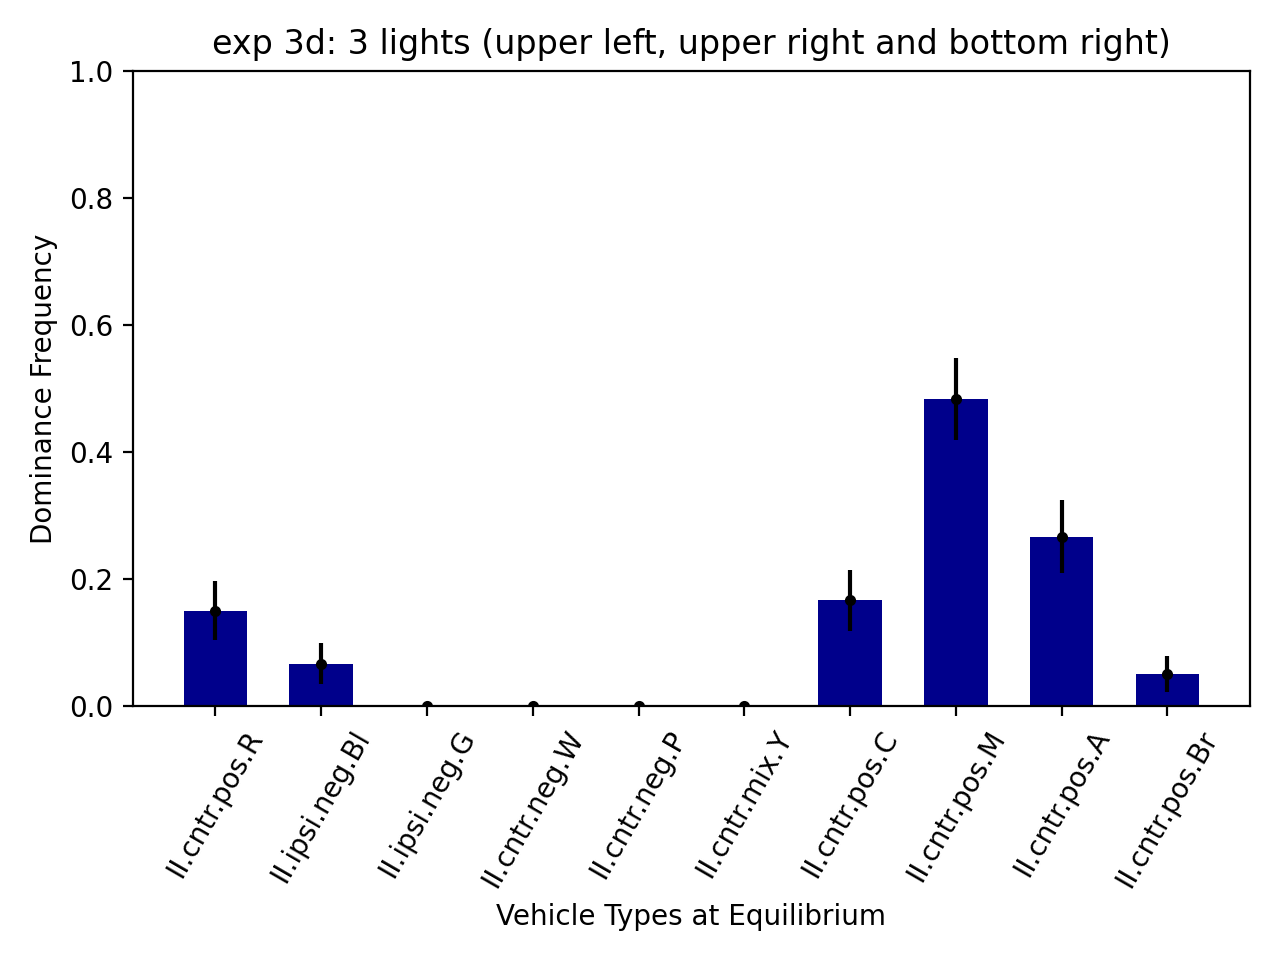 exp 3d: 3 lights (upper left, upper right and bottom right)
Dominance Frequency
1.0
0.8
0.6
0.4
0.2
0.0
II.cntr.pos.R
II.ipsi.neg.Bl
II.ipsi.neg.G
II.cntr.neg.W
II.cntr.neg.P
II.cntr.mix.Y
II.cntr.pos.C
II.cntr.pos.M
II.cntr.pos.A
II.cntr.pos.Br
Vehicle Types at Equilibrium